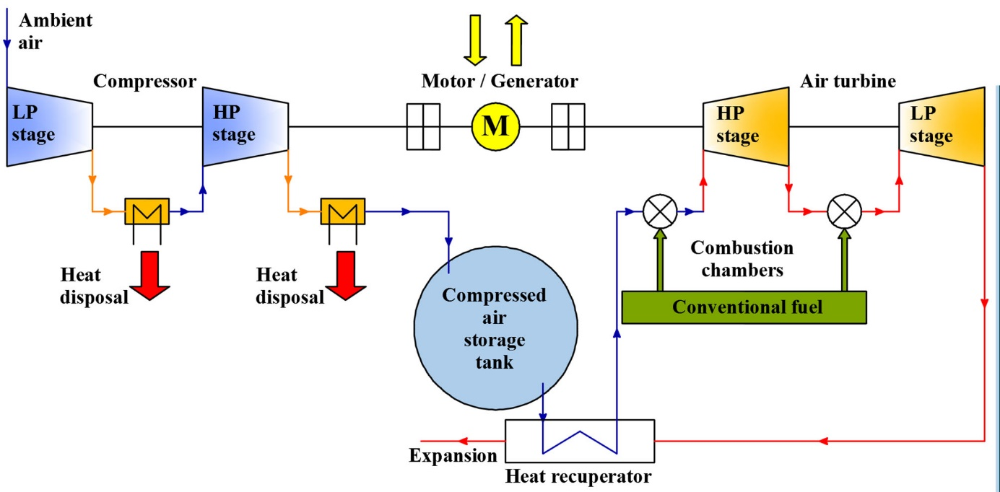 Ambient
air
Compressor
Motor / Generator
Air turbine
LP
stage
HP
stage
M
HP
stage
LP
stage
Heat
disposal
Heat
disposal
Combustion
chambers
Conventional fuel
Compressed
air
storage
tank
Expansion
Heat recuperator